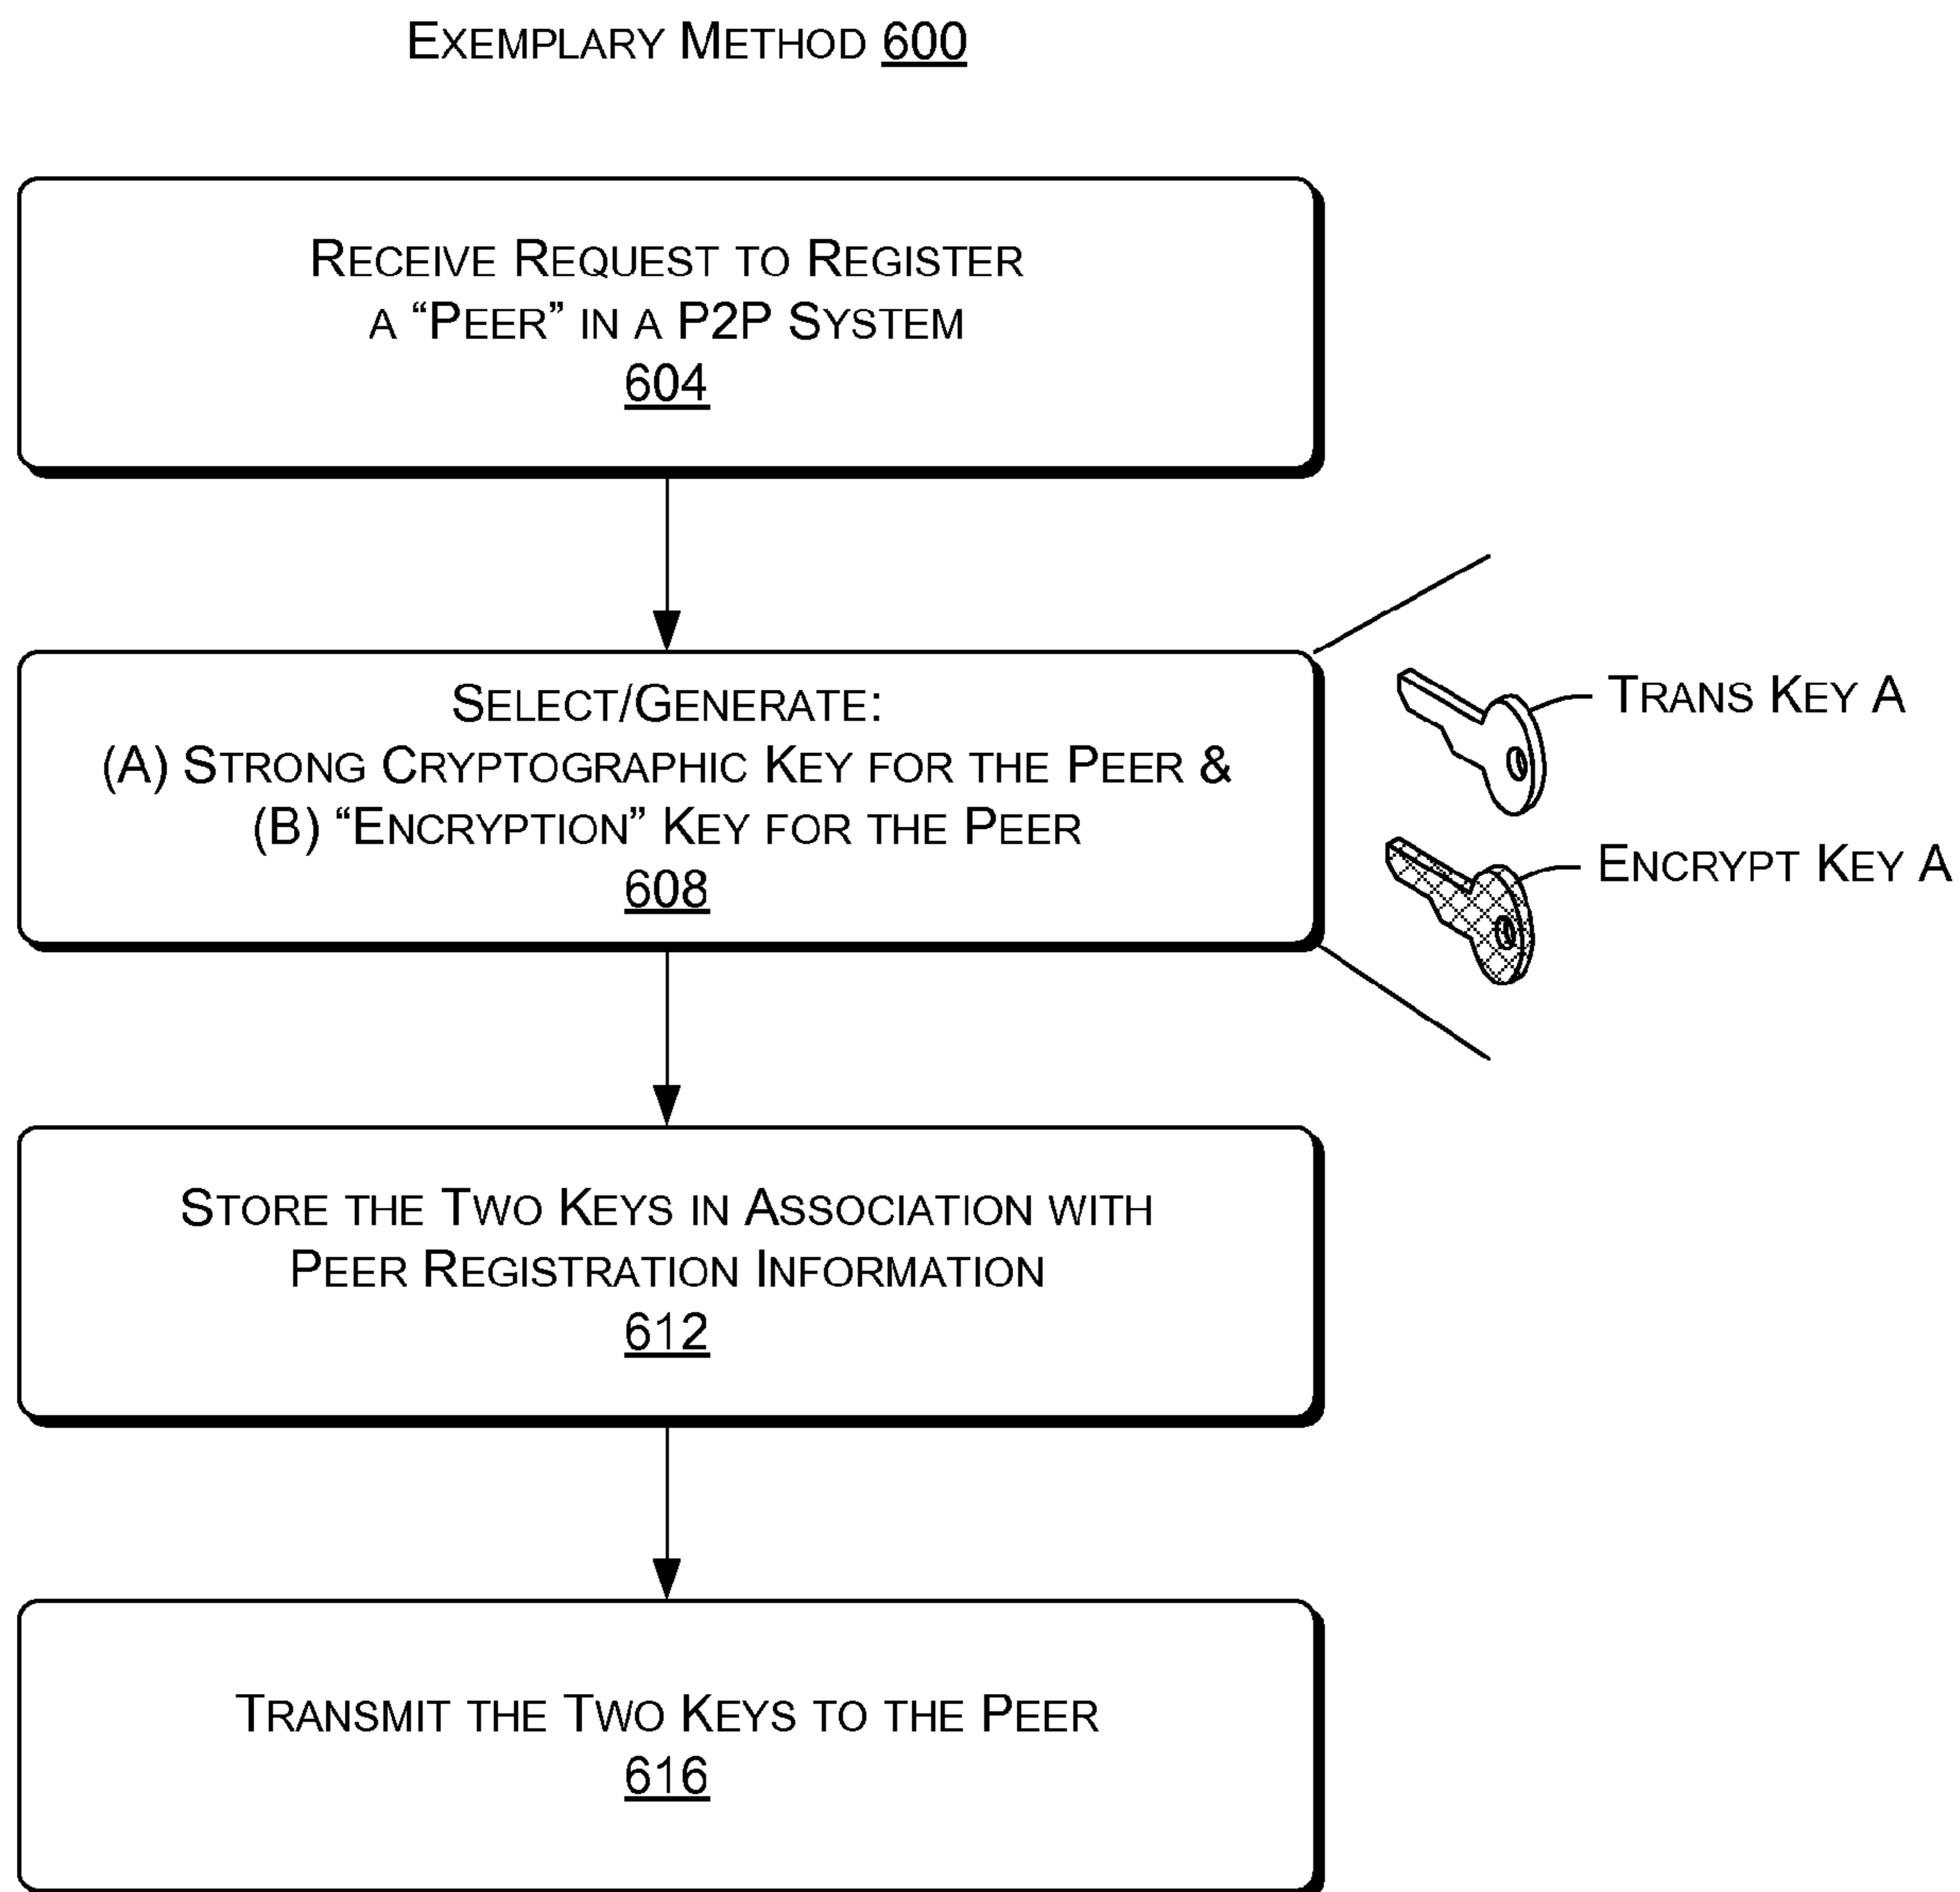 EXEMPLARY METHOD 600
RECEIVE REQUEST TO REGISTER
A “PEER” IN A P2P SYSTEM
604
SELECT/GENERATE:
(A) STRONG CRYPTOGRAPHIC KEY FOR THE PEER &
(B) “ENCRYPTION” KEY FOR THE PEER
608
TRANS KEY A
ENCRYPT KEY A
STORE THE TWO KEYS IN ASSOCIATION WITH
PEER REGISTRATION INFORMATION
612
TRANSMIT THE TWO KEYS TO THE PEER
616